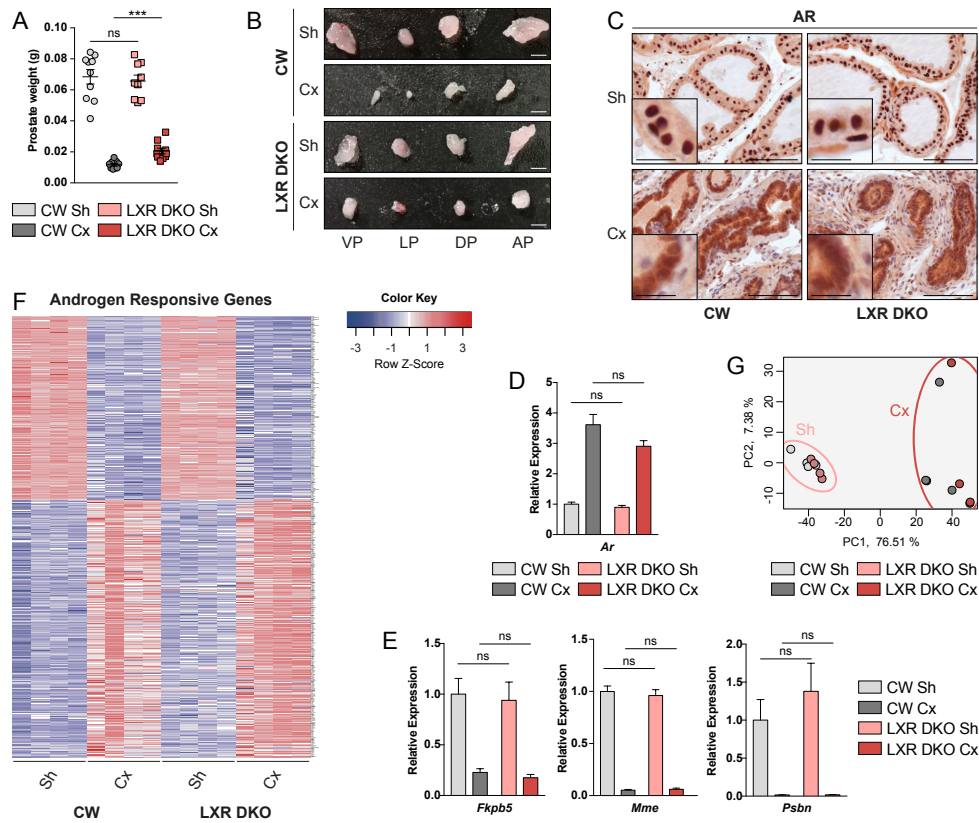 A
Prostate weight (g)
0.10
0.08
0.06
0.04
0.02
0.00
ns
***
CW Sh
LXR DKO Sh
CW Cx
LXR DKO Cx
B
CW
LXR DKO
Sh
Cx
Sh
Cx
VP LP DP AP
C
AR
Sh
Cx
CW
LXR DKO
F
Androgen Responsive Genes
Color Key
-3 -1 1 3
Row Z-Score
Sh Cx Sh Cx
CW LXR DKO
D
Relative Expression
5
4
3
2
1
0
ns
ns
Ar
CW Sh
LXR DKO Sh
CW Cx
LXR DKO Cx
G
PC2, 7.38 %
30
20
10
0
-10
Sh
Cx
-40 -20 0 20 40
PC1, 76.51 %
CW Sh
LXR DKO Sh
CW Cx
LXR DKO Cx
E
Relative Expression
1.5
1.0
0.5
0.0
ns
ns
Fkpb5
Relative Expression
1.5
1.0
0.5
0.0
ns
ns
Mme
Relative Expression
2.0
1.5
1.0
0.5
0.0
ns
ns
Psbn
CW Sh
CW Cx
LXR DKO Sh
LXR DKO Cx